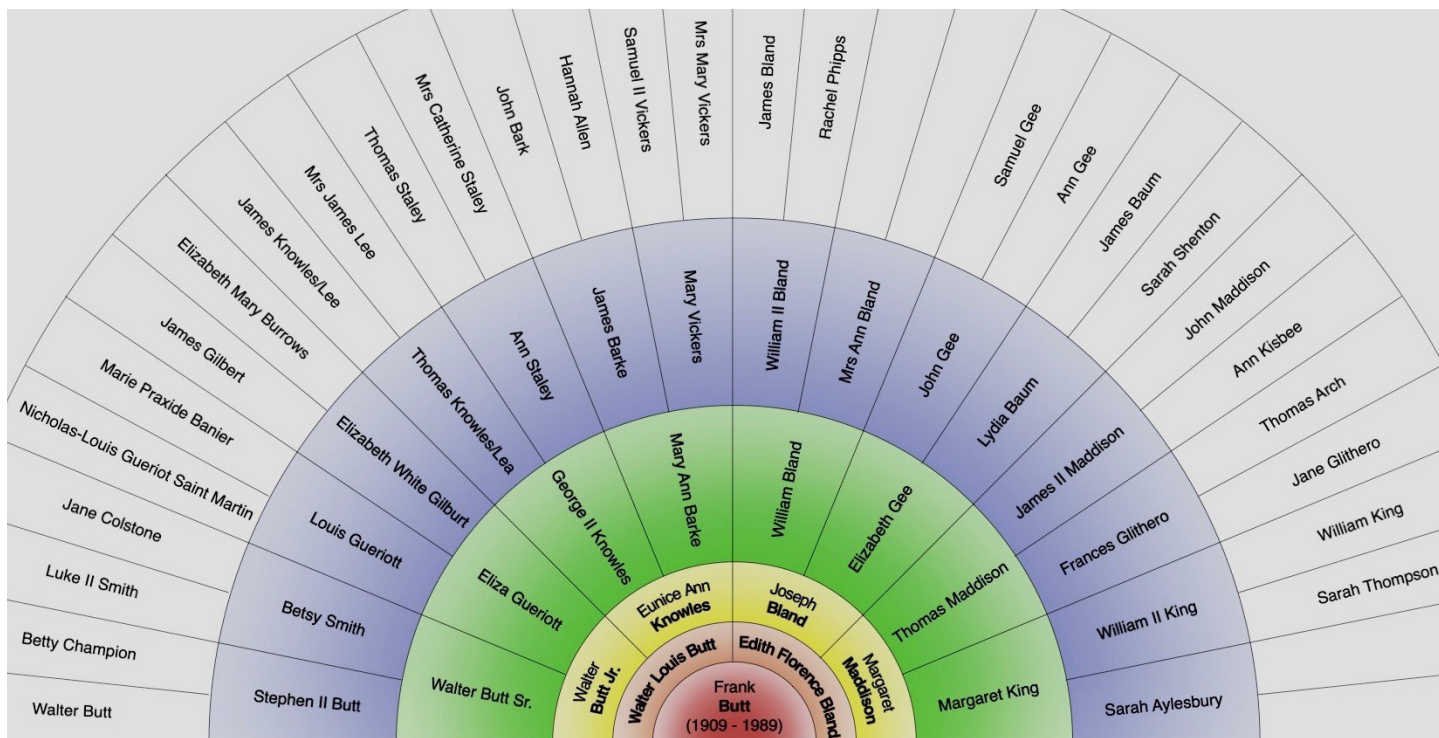 Frank
Butt
(1909 - 1989)
Walter Louis Butt
Edith Florence Bland
Walter
Butt Jr.
Eunice Ann
Knowles
Joseph
Bland
Margaret
Maddison
Walter Butt Sr.
Eliza Gueriott
George II Knowles
Mary Ann Barke
William Bland
Elizabeth Gee
Thomas Maddison
Margaret King
Stephen II Butt
Betsy Smith
Louis Gueriott
Elizabeth White Gilburt
Thomas Knowles/Lea
Ann Staley
James Barke
Mary Vickers
William II Bland
Mrs Ann Bland
John Gee
Lydia Baum
James II Maddison
Frances Glithero
William II King
Sarah Aylesbury
Walter Butt
Betty Champion
Luke II Smith
Jane Colstone
Nicholas-Louis Gueriot Saint Martin
Marie Praxide Banier
James Gilbert
Elizabeth Mary Burrows
James Knowles/Lee
Mrs James Lee
Thomas Staley
Mrs Catherine Staley
John Bark
Hannah Allen
Samuel II Vickers
Mrs Mary Vickers
James Bland
Rachel Phipps
Samuel Gee
Ann Gee
James Baum
Sarah Shenton
John Maddison
Ann Kisbee
Thomas Arch
Jane Glithero
William King
Sarah Thompson